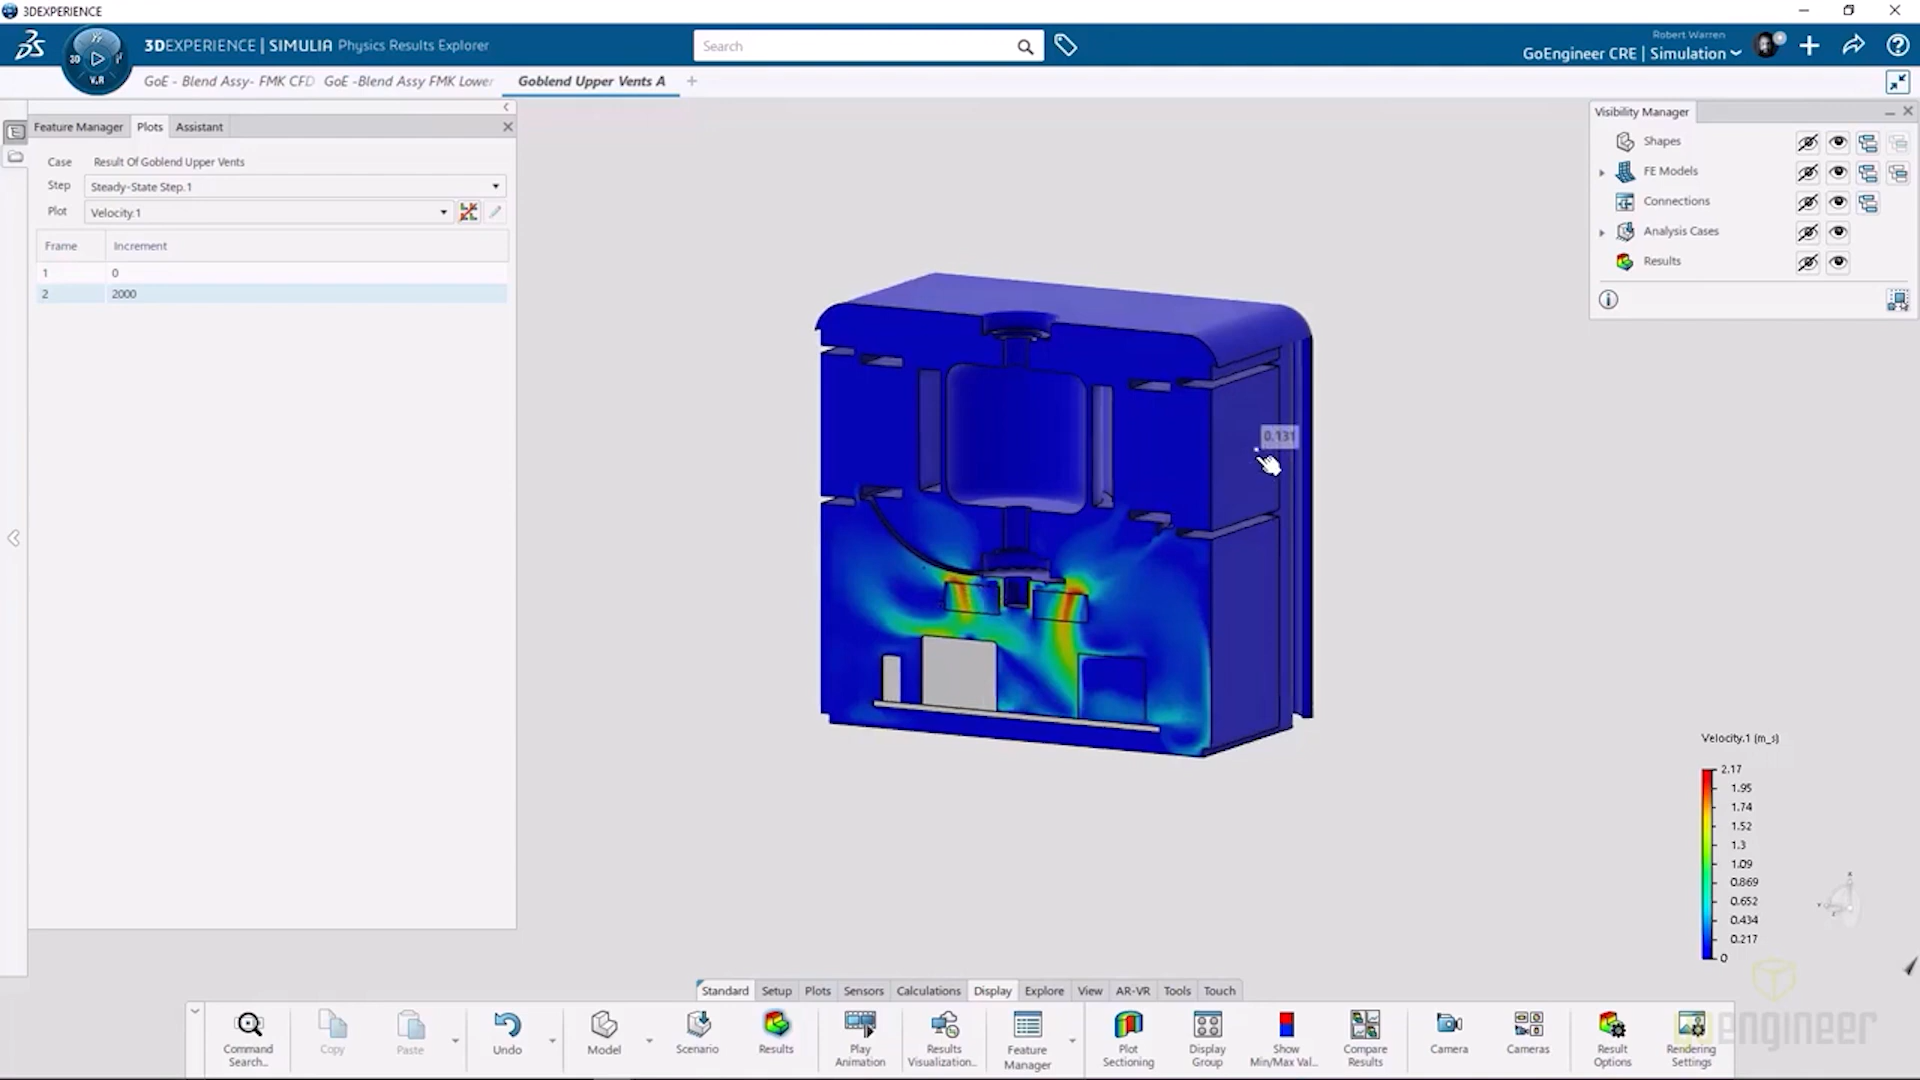 3DEXPERIENCE
3DEXPERIENCE | SIMULIA Physics Results Explorer
Search
Robert Warren
GoEngineer CRE | Simulation
3D
V.R
GoE - Blend Assy- FMK CFD
GoE -Blend Assy FMK Lower
Goblend Upper Vents A
Feature Manager
Plots
Assistant
Case
Result Of Goblend Upper Vents
Step
Steady-State Step.1
Plot
Velocity.1
Frame
Increment
1
0
2
2000
Visibility Manager
Shapes
FE Models
Connections
Analysis Cases
Results
0.131
Velocity.1 (m_s)
2.17
1.95
1.74
1.52
1.3
1.09
0.869
0.652
0.434
0.217
0
Standard
Setup
Plots
Sensors
Calculations
Display
Explore
View
AR-VR
Tools
Touch
Command
Search...
Copy
Paste
Undo
Model
Scenario
Results
Play
Animation
Results
Visualization...
Feature
Manager
Plot
Sectioning
Display
Group
Show
Min/Max Val...
Compare
Results
Camera
Cameras
Result
Options
Rendering
Settings
goengineer